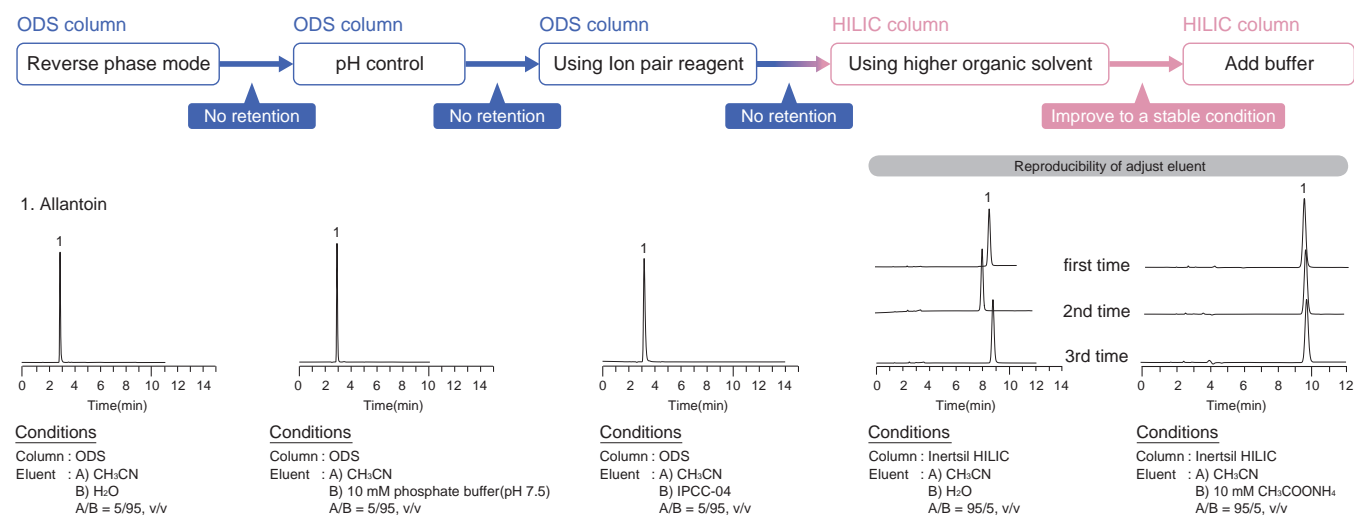 ODS column
ODS column
ODS column
HILIC column
HILIC column
Reverse phase mode
pH control
Using Ion pair reagent
Using higher organic solvent
Add buffer
No retention
No retention
No retention
Improve to a stable condition
Reproducibility of adjust eluent
1. Allantoin
1
1
1
1
1
first time
2nd time
3rd time
0 2 4 6 8 10 12 14
Time(min)
0 2 4 6 8 10 12 14
Time(min)
0 2 4 6 8 10 12 14
Time(min)
0 2 4 6 8 10 12 14
Time(min)
0 2 4 6 8 10 12
Time(min)
Conditions
Column : ODS
Eluent : A) CH₃CN
B) H₂O
A/B = 5/95, v/v
Conditions
Column : ODS
Eluent : A) CH₃CN
B) 10 mM phosphate buffer(pH 7.5)
A/B = 5/95, v/v
Conditions
Column : ODS
Eluent : A) CH₃CN
B) IPCC-04
A/B = 5/95, v/v
Conditions
Column : Inertsil HILIC
Eluent : A) CH₃CN
B) H₂O
A/B = 95/5, v/v
Conditions
Column : Inertsil HILIC
Eluent : A) CH₃CN
B) 10 mM CH₃COONH₄
A/B = 95/5, v/v